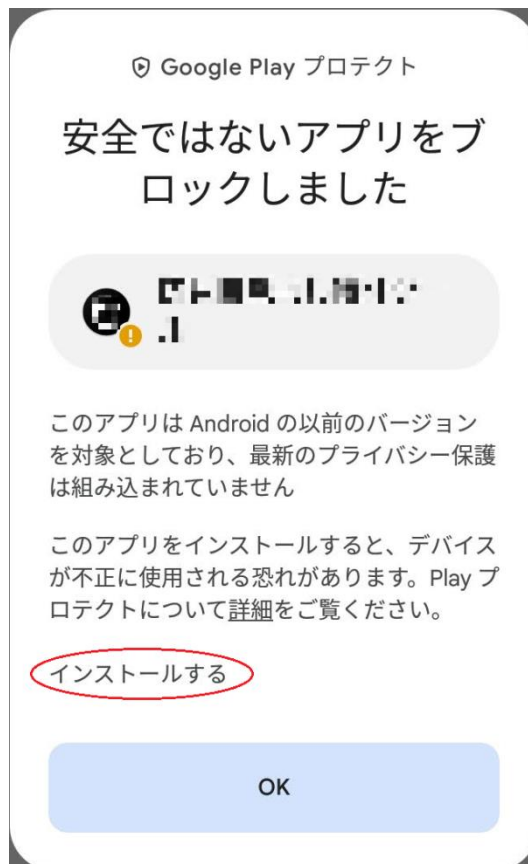 Google Play プロテクト
安全ではないアプリをブ
ロックしました
このアプリは Android の以前のバージョン
を対象としており、最新のプライバシー保護
は組み込まれていません
このアプリをインストールすると、デバイス
が不正に使用される恐れがあります。Play プ
ロテクトについて詳細をご覧ください。
インストールする
OK